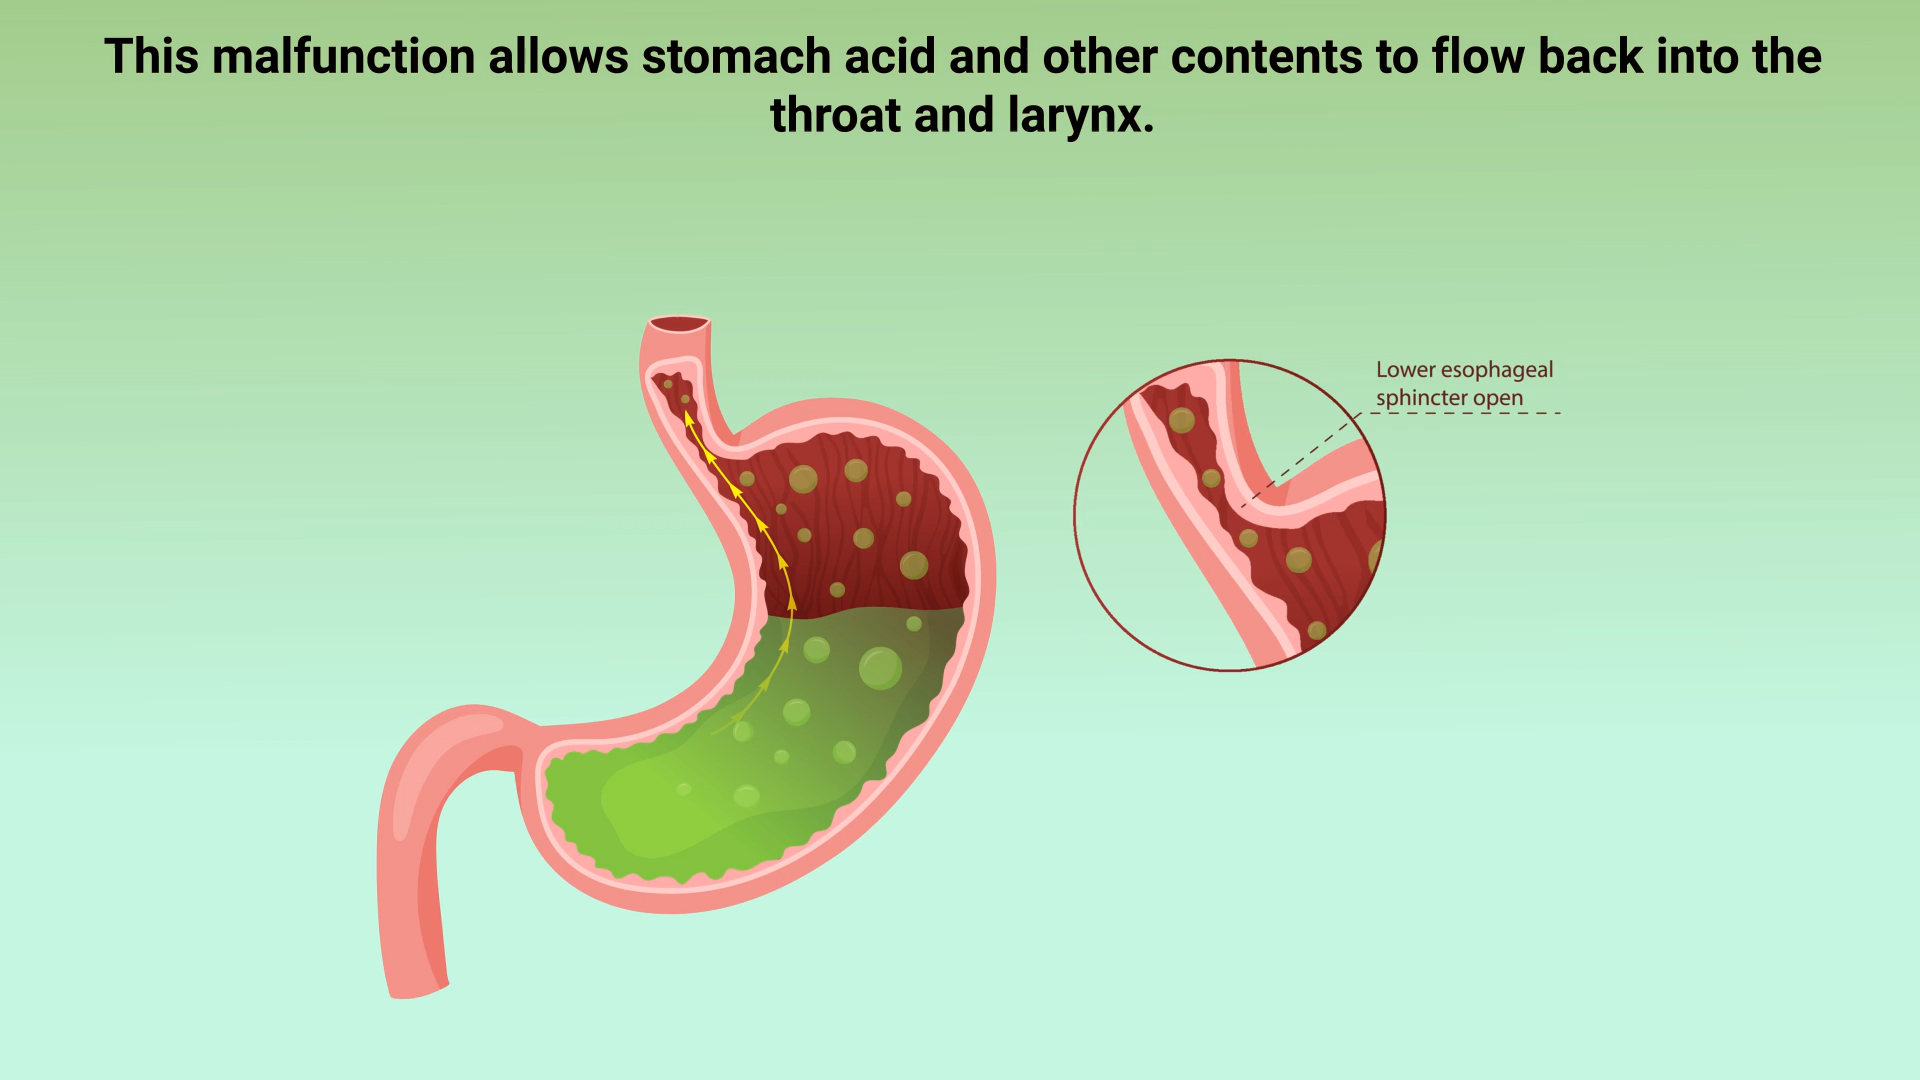 This malfunction allows stomach acid and other contents to flow back into the
throat and larynx.
Lower esophageal
sphincter open